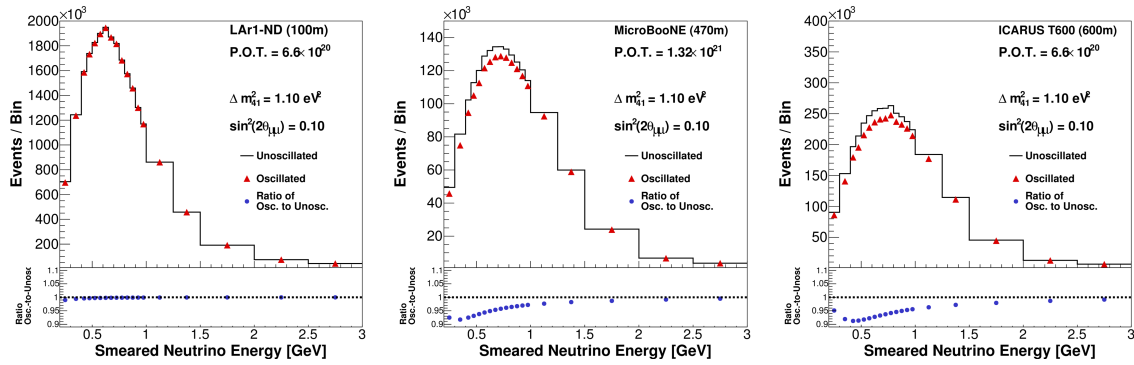 ×10³
LAr1-ND (100m)
P.O.T. = 6.6×10²⁰
Δ m²₄₁ = 1.10 eV²
sin²(2θμμ) = 0.10
Unoscillated
Oscillated
Ratio of
Osc. to Unosc.
Events / Bin
2000
1800
1600
1400
1200
1000
800
600
400
200
Ratio
Osc.-to-Unosc
1.1
1.05
1
0.95
0.9
0.5
1
1.5
2
2.5
3
Smeared Neutrino Energy [GeV]
×10³
MicroBooNE (470m)
P.O.T. = 1.32×10²¹
Δ m²₄₁ = 1.10 eV²
sin²(2θμμ) = 0.10
Unoscillated
Oscillated
Ratio of
Osc. to Unosc.
Events / Bin
140
120
100
80
60
40
20
Ratio
Osc.-to-Unosc
1.1
1.05
1
0.95
0.9
0.5
1
1.5
2
2.5
3
Smeared Neutrino Energy [GeV]
×10³
ICARUS T600 (600m)
P.O.T. = 6.6×10²⁰
Δ m²₄₁ = 1.10 eV²
sin²(2θμμ) = 0.10
Unoscillated
Oscillated
Ratio of
Osc. to Unosc.
Events / Bin
400
350
300
250
200
150
100
50
Ratio
Osc.-to-Unosc
1.1
1.05
1
0.95
0.9
0.5
1
1.5
2
2.5
3
Smeared Neutrino Energy [GeV]